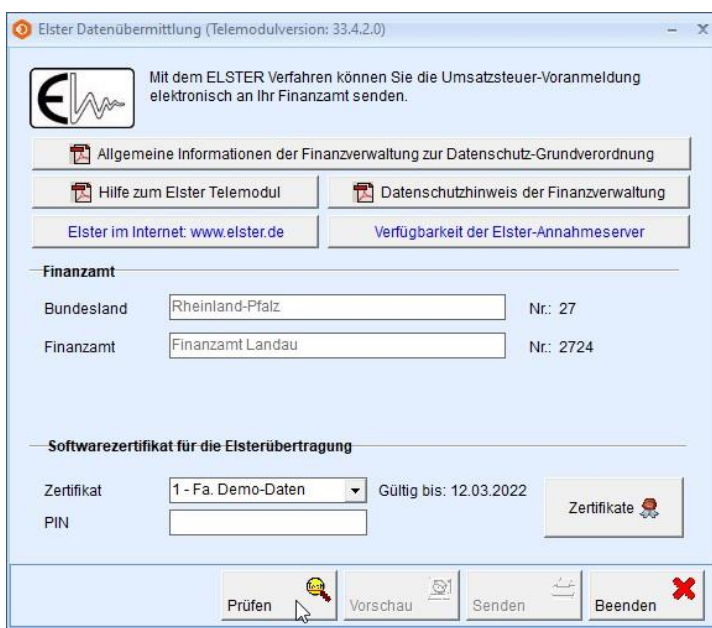 Elster Datenübermittlung (Telemodulversion: 33.4.2.0)
Mit dem ELSTER Verfahren können Sie die Umsatzsteuer-Voranmeldung
elektronisch an Ihr Finanzamt senden.
Allgemeine Informationen der Finanzverwaltung zur Datenschutz-Grundverordnung
Hilfe zum Elster Telemodul
Datenschutzhinweis der Finanzverwaltung
Elster im Internet: www.elster.de
Verfügbarkeit der Elster-Annahmeserver
Finanzamt
Bundesland Rheinland-Pfalz Nr.: 27
Finanzamt Finanzamt Landau Nr.: 2724
Softwarezertifikat für die Elsterübertragung
Zertifikat 1 - Fa. Demo-Daten Gültig bis: 12.03.2022
Zertifikate
PIN
Prüfen Vorschau Senden Beenden